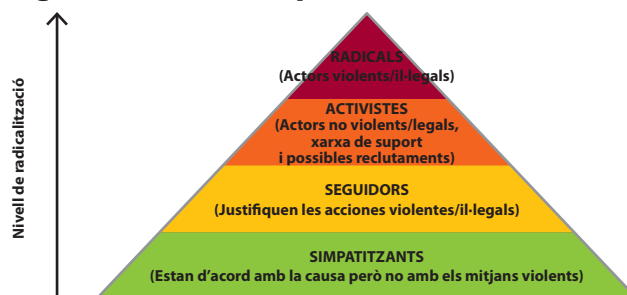 RADICALS
(Actors violents/il·legals)
ACTIVISTES
(Actors no violents/legals,
xarxa de suport
i possibles reclutaments)
SEGUIDORS
(Justifiquen les acciones violentes/il·legals)
SIMPATITZANTS
(Estan d'acord amb la causa però no amb els mitjans violents)
Nivell de radicalització